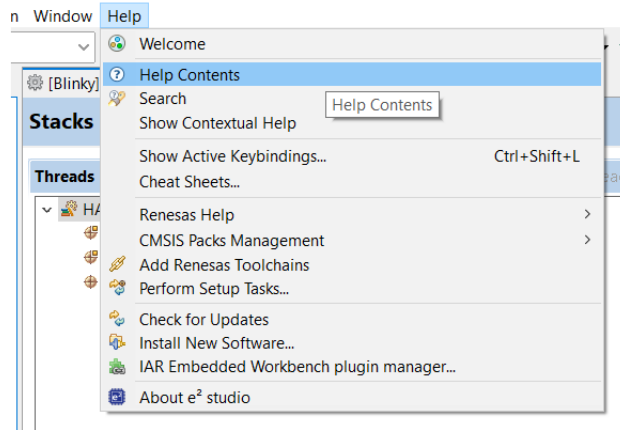 Window Help
Welcome
[Blinky]
Help Contents
Search
Help Contents
Stacks
Show Contextual Help
Show Active Keybindings... Ctrl+Shift+L
Threads
Cheat Sheets...
Renesas Help
CMSIS Packs Management
Add Renesas Toolchains
Perform Setup Tasks...
Check for Updates
Install New Software...
IAR Embedded Workbench plugin manager...
About e² studio